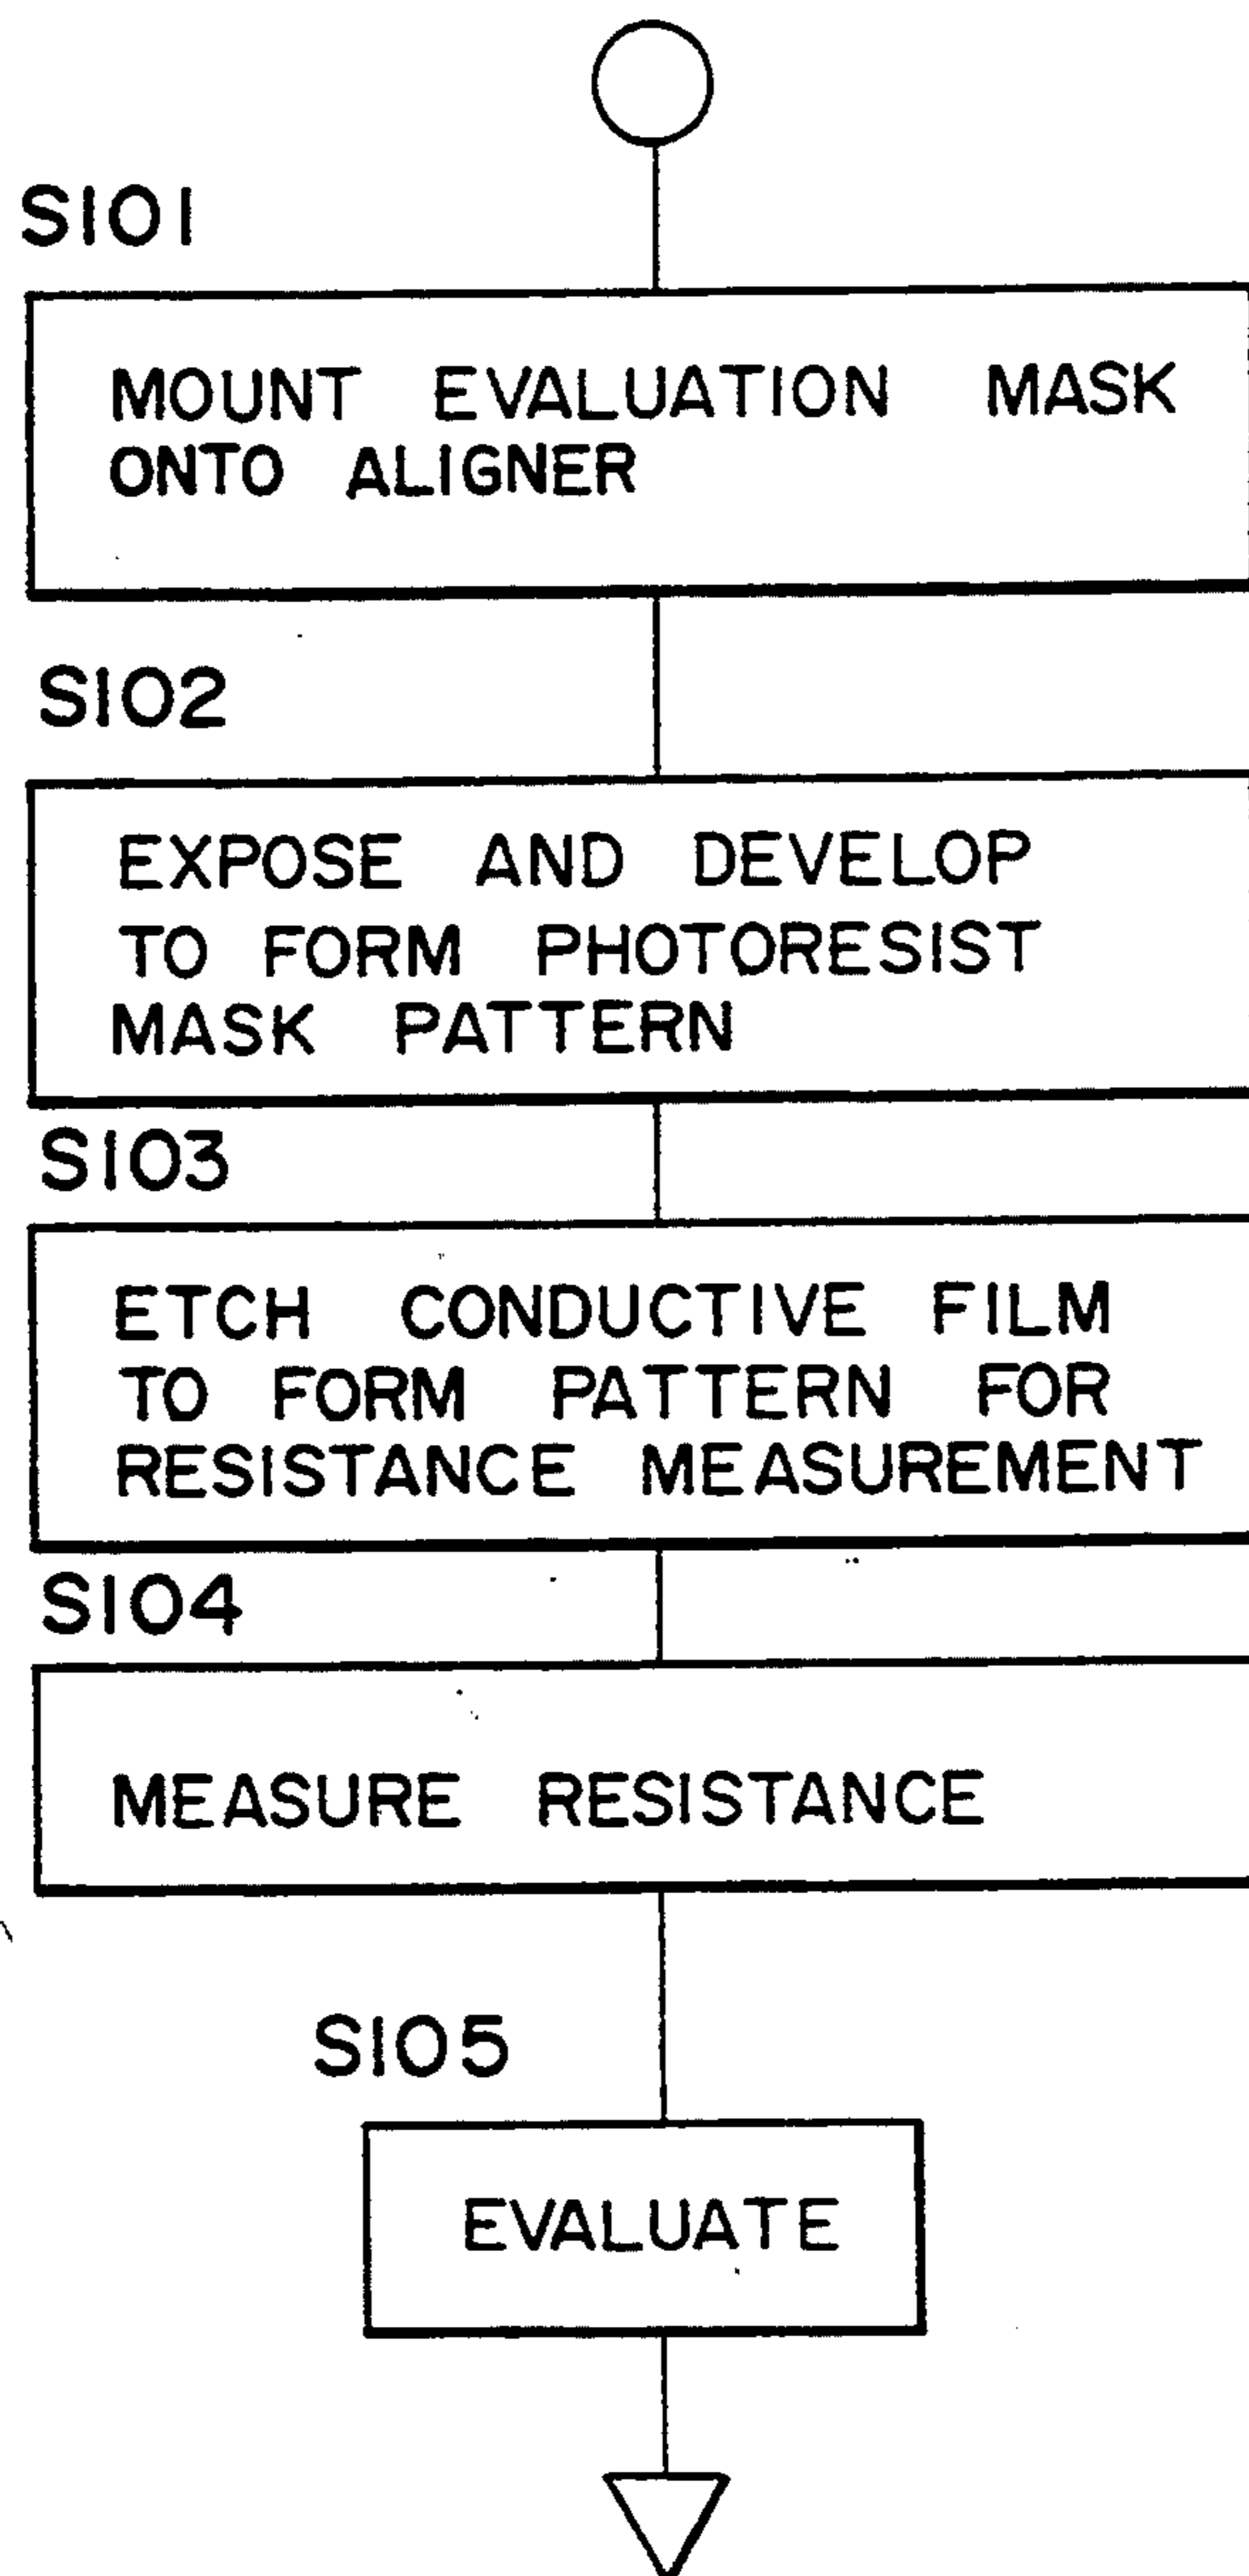 S101
MOUNT EVALUATION MASK
ONTO ALIGNER
S102
EXPOSE AND DEVELOP
TO FORM PHOTORESIST
MASK PATTERN
S103
ETCH CONDUCTIVE FILM
TO FORM PATTERN FOR
RESISTANCE MEASUREMENT
S104
MEASURE RESISTANCE
S105
EVALUATE